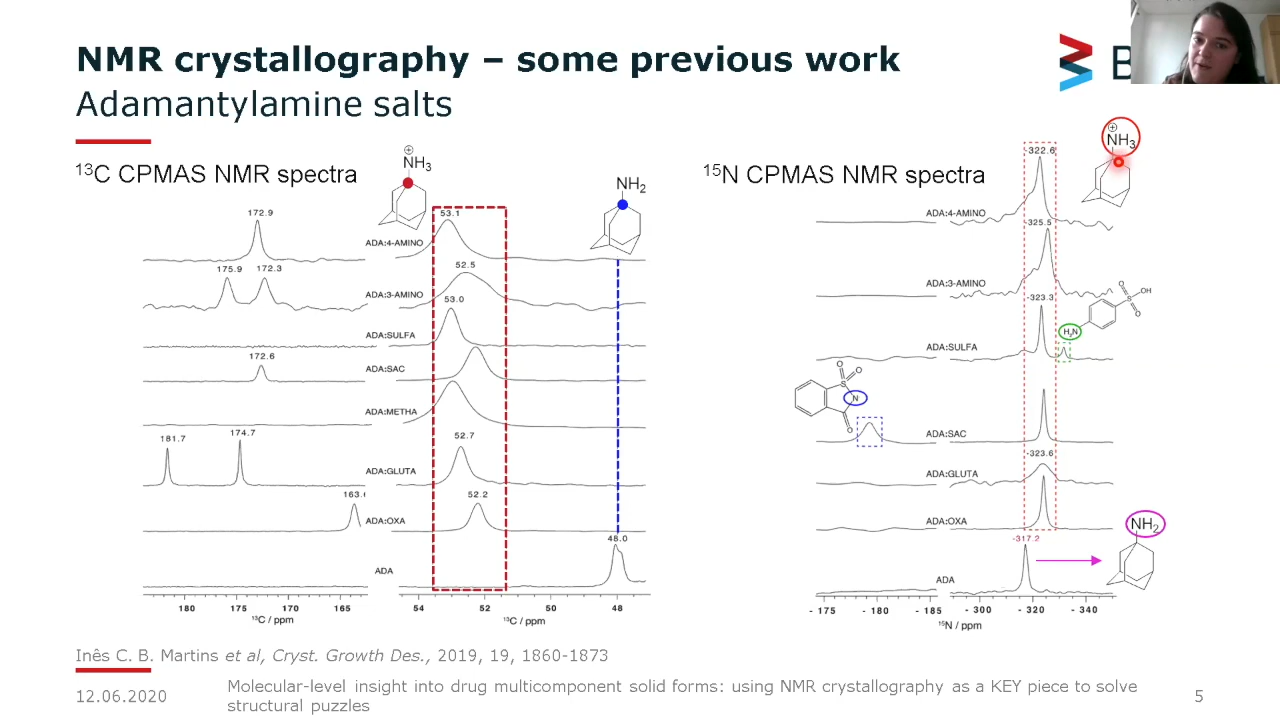 NMR crystallography – some previous work
Adamantylamine salts
B
13C CPMAS NMR spectra
⊕
NH3
NH2
172.9
53.1
ADA:4-AMINO
175.9
172.3
52.5
ADA:3-AMINO
53.0
ADA:SULFA
172.6
ADA:SAC
ADA:METHA
181.7
174.7
52.7
ADA:GLUTA
163.6
52.2
ADA:OXA
48.0
ADA
180
175
170
165
54
52
50
48
13C / ppm
13C / ppm
15N CPMAS NMR spectra
⊕
NH3
-322.6
ADA:4-AMINO
-325.5
ADA:3-AMINO
-323.3
O
S
OH
O
H2N
ADA:SULFA
O
O
S
N
O
ADA:SAC
-323.6
ADA:GLUTA
ADA:OXA
-317.2
NH2
ADA
- 175
- 180
- 185
- 300
- 320
- 340
15N / ppm
Inês C. B. Martins et al, Cryst. Growth Des., 2019, 19, 1860-1873
12.06.2020
Molecular-level insight into drug multicomponent solid forms: using NMR crystallography as a KEY piece to solve
structural puzzles
5